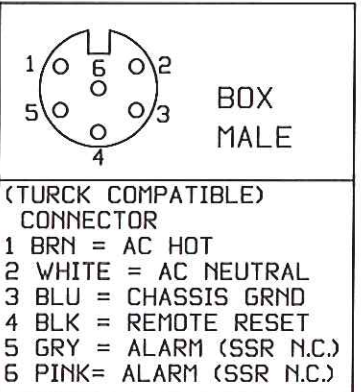 1 6 2
5 3
4
BOX
MALE
(TURCK COMPATIBLE)
CONNECTOR
1 BRN = AC HOT
2 WHITE = AC NEUTRAL
3 BLU = CHASSIS GRND
4 BLK = REMOTE RESET
5 GRY = ALARM (SSR N.C.)
6 PINK= ALARM (SSR N.C.)